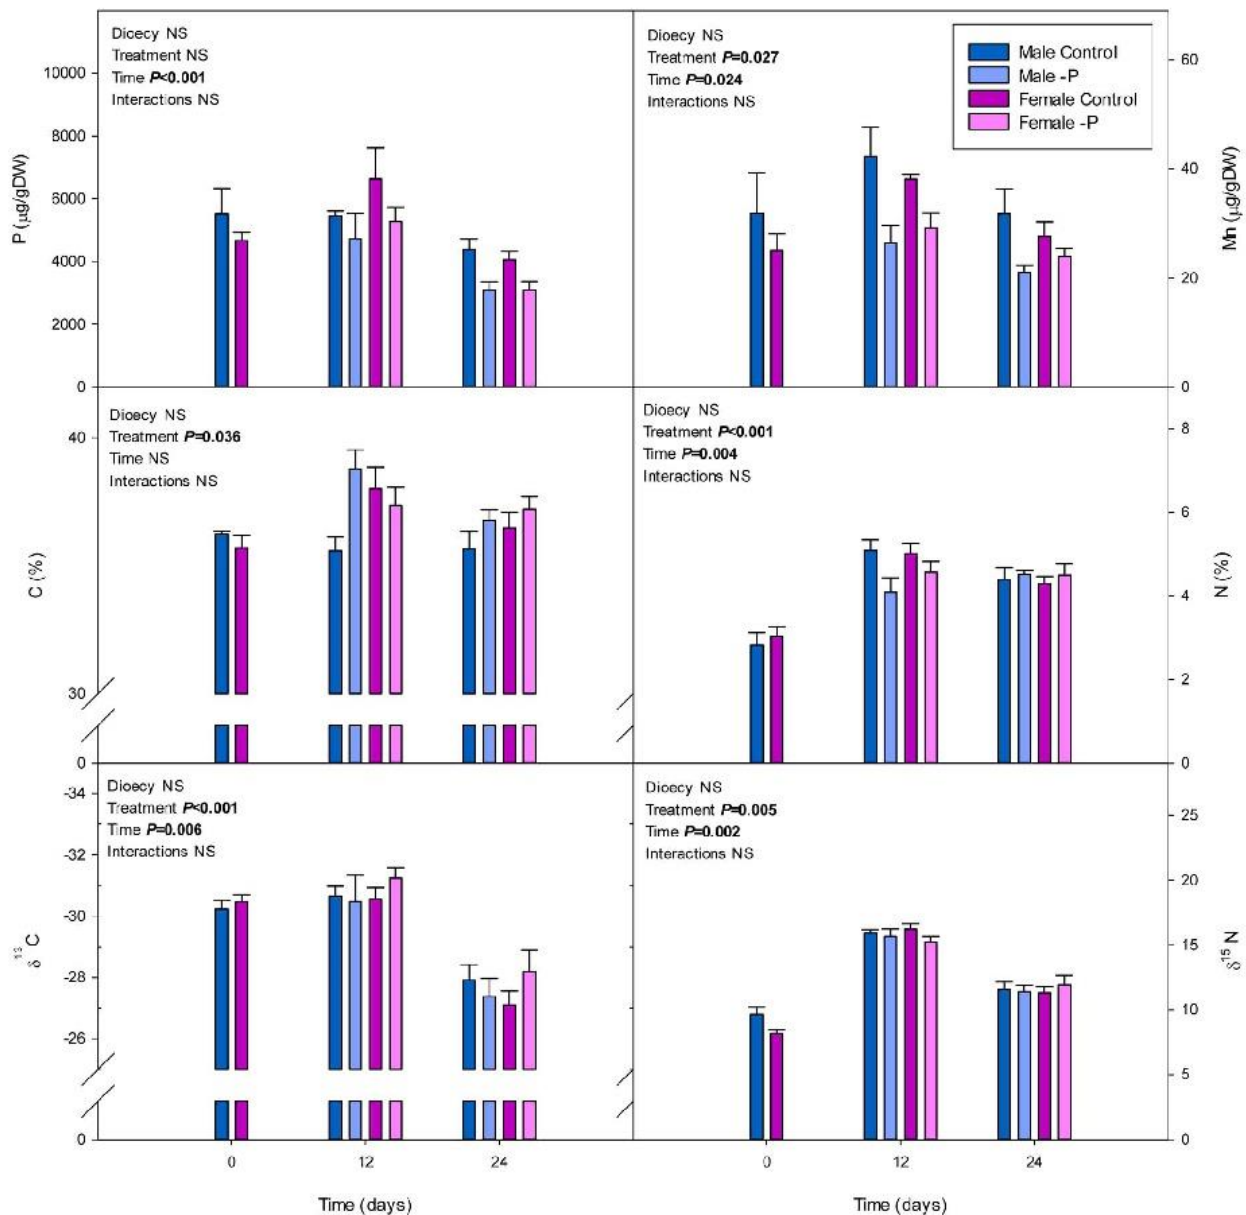 Dioecy NS
Treatment NS
Time P<0.001
Interactions NS
10000
8000
6000
4000
2000
0
P (µg/gDW)
Dioecy NS
Treatment P=0.027
Time P=0.024
Interactions NS
Male Control
Male -P
Female Control
Female -P
60
40
20
0
Mn (µg/gDW)
Dioecy NS
Treatment P=0.036
Time NS
Interactions NS
40
30
0
C (%)
Dioecy NS
Treatment P<0.001
Time P=0.004
Interactions NS
8
6
4
2
0
N (%)
Dioecy NS
Treatment P<0.001
Time P=0.006
Interactions NS
-34
-32
-30
-28
-26
0
δ13 C
0
12
24
Time (days)
Dioecy NS
Treatment P=0.005
Time P=0.002
Interactions NS
25
20
15
10
5
0
δ15 N
0
12
24
Time (days)